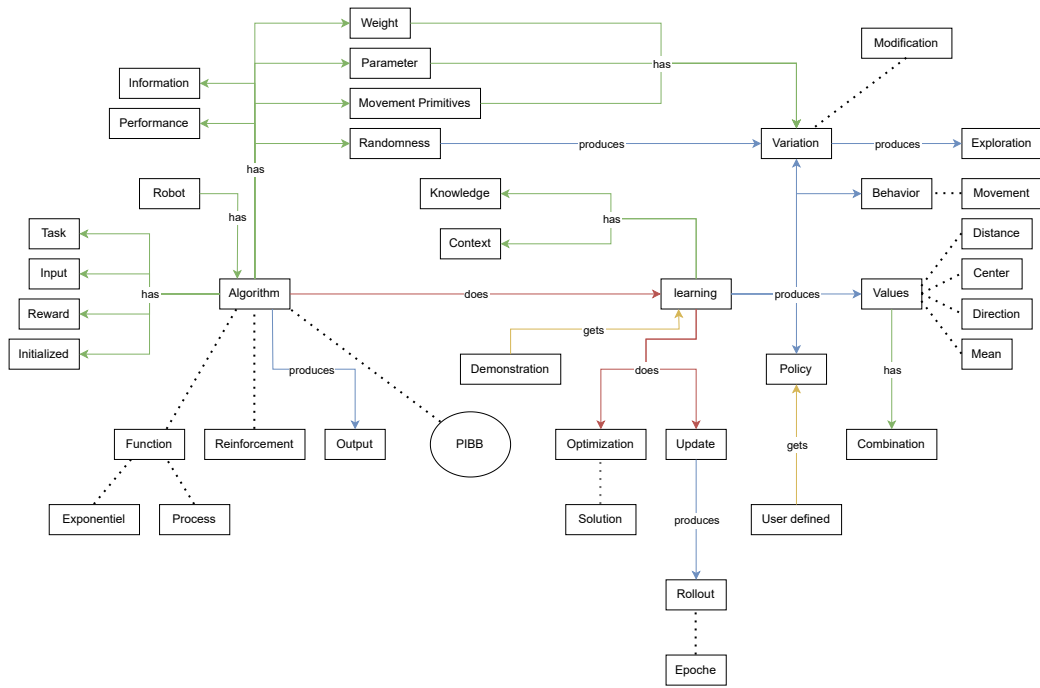 Weight
Modification
Parameter
has
Information
Movement Primitives
Performance
Randomness
produces
Variation
produces
Exploration
has
Robot
Knowledge
Behavior
Movement
has
has
Task
Context
Distance
Input
Center
has
Algorithm
does
learning
produces
Values
Reward
Direction
gets
Initialized
Mean
produces
Demonstration
does
Policy
has
Function
Reinforcement
Output
PIBB
Optimization
Update
gets
Combination
Exponentiel
Process
Solution
produces
User defined
Rollout
Epoche